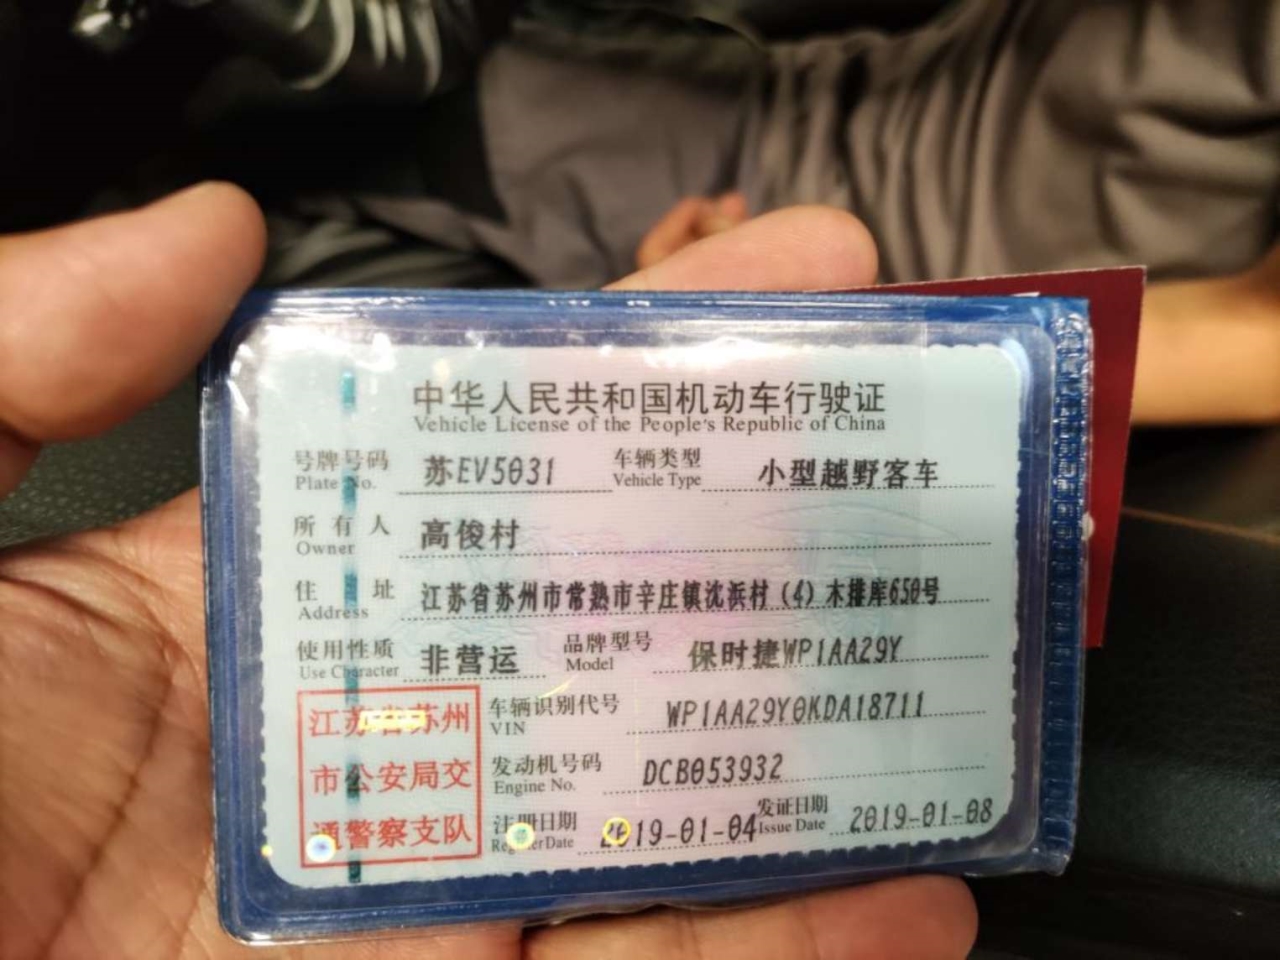 中华人民共和国机动车行驶证
Vehicle License of the People's Republic of China
号牌号码 苏EV5031 车辆类型 小型越野客车
Plate No. Vehicle Type
所有人 高俊村
Owner
住址 江苏省苏州市常熟市辛庄镇沈浜村(4)木排库650号
Address
使用性质 非营运 品牌型号 保时捷WP1AA29Y
Use Character Model
江苏省苏州
市公安局交
通警察支队
车辆识别代号 WP1AA29Y0KDA18711
VIN
发动机号码 DCB053932
Engine No.
注册日期 2019-01-04 发证日期 2019-01-08
Register Date Issue Date